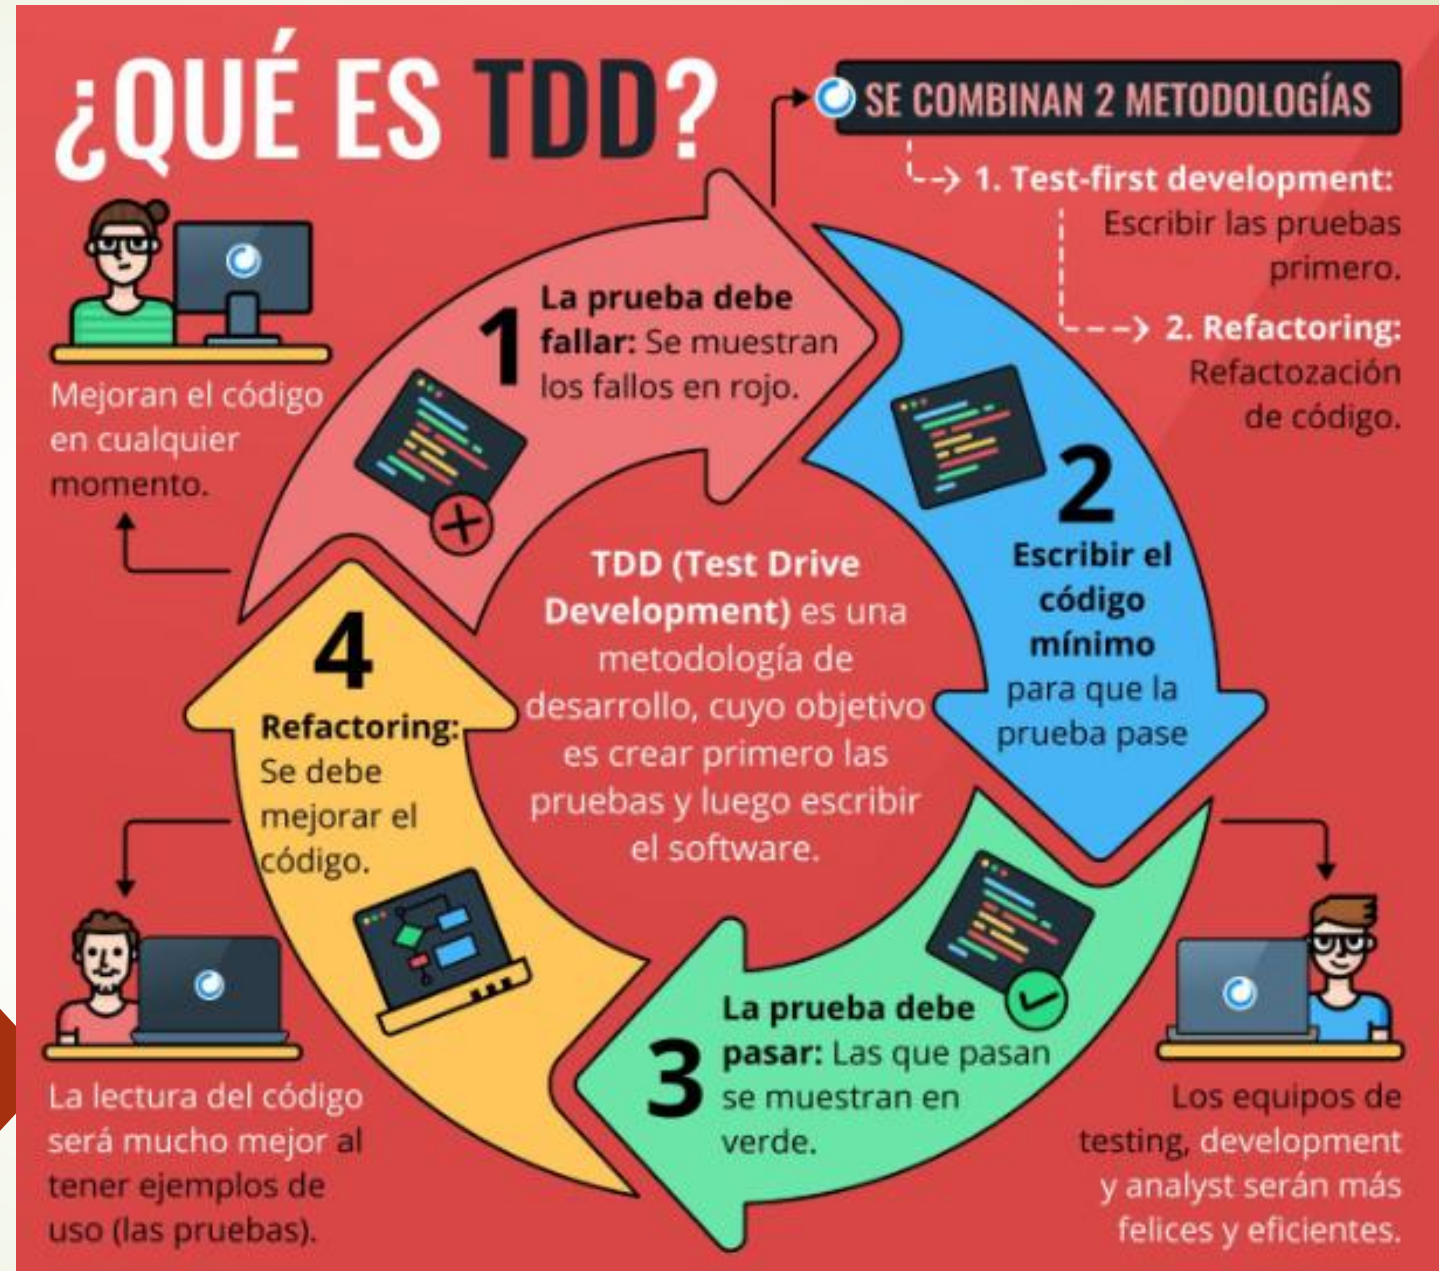 ¿QUÉ ES TDD?
SE COMBINAN 2 METODOLOGÍAS
1. Test-first development:
Escribir las pruebas
primero.
2. Refactoring:
Refactozación
de código.
Mejoran el código
en cualquier
momento.
1
La prueba debe
fallar: Se muestran
los fallos en rojo.
2
Escribir el
código
mínimo
para que la
prueba pase
TDD (Test Drive
Development) es una
metodología de
desarrollo, cuyo objetivo
es crear primero las
pruebas y luego escribir
el software.
4
Refactoring:
Se debe
mejorar el
código.
3
La prueba debe
pasar: Las que pasan
se muestran en
verde.
La lectura del código
será mucho mejor al
tener ejemplos de
uso (las pruebas).
Los equipos de
testing, development
y analyst serán más
felices y eficientes.